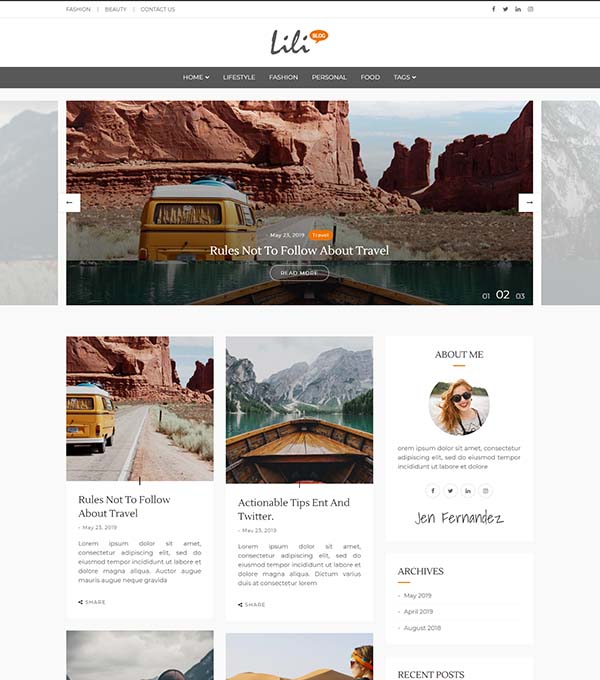 FASHION | BEAUTY | CONTACT US
Lili BLOG
HOME LIFESTYLE FASHION PERSONAL FOOD TAGS
May 23, 2019 Travel
Rules Not To Follow About Travel
READ MORE
01 02 03
Rules Not To Follow
About Travel
- May 23, 2019
Lorem ipsum dolor sit amet,
consectetur adipiscing elit, sed do
eiusmod tempor incididunt ut labore et
dolore magna aliqua. Auctor augue
mauris augue neque gravida
SHARE
Actionable Tips Ent And
Twitter.
- May 23, 2019
Lorem ipsum dolor sit amet,
consectetur adipiscing elit, sed do
eiusmod tempor incididunt ut labore et
dolore magna aliqua. Dictum varius
duis at consectetur lorem
SHARE
ABOUT ME
orem ipsum dolor sit amet, consectetur
adipiscing elit, sed do eiusmod tempor
incididunt ut labore et dolore
Jen Fernandez
ARCHIVES
May 2019
April 2019
August 2018
RECENT POSTS